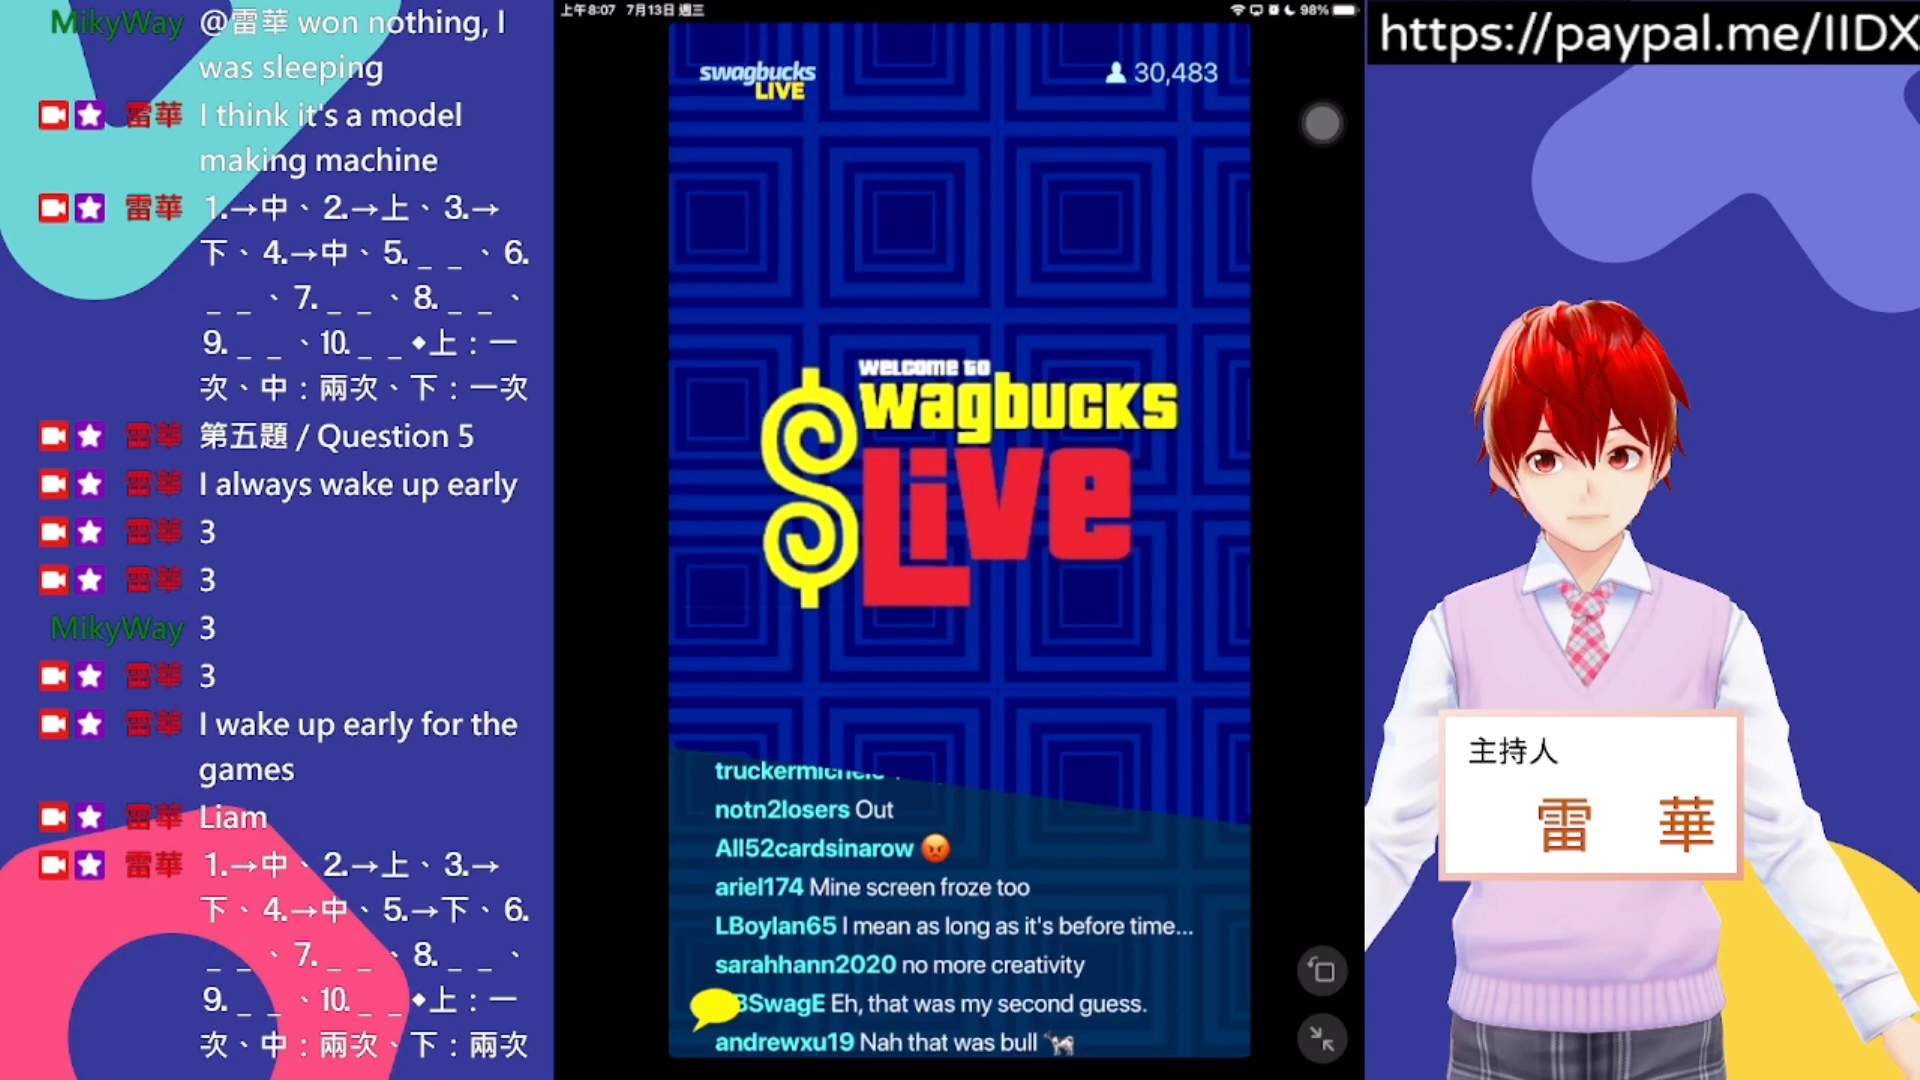 MikyWay @雷華 won nothing, I
was sleeping
雷華 I think it's a model
making machine
雷華 1.→中、2.→上、3.→
下、4.→中、5._ _、6.
_ _、7._ _、8._ _、
9._ _、10._ _◆上：一
次、中：兩次、下：一次
雷華 第五題 / Question 5
雷華 I always wake up early
雷華 3
雷華 3
MikyWay 3
雷華 3
雷華 I wake up early for the
games
雷華 Liam
雷華 1.→中、2.→上、3.→
下、4.→中、5.→下、6.
_ _、7._ _、8._ _、
9._ _、10._ _◆上：一
次、中：兩次、下：兩次
上午8:07 7月13日 週三
98%
swagbucks
LIVE
30,483
WELCOME TO
$wagbucks
Live
notn2losers Out
All52cardsinarow 😡
ariel174 Mine screen froze too
LBoylan65 I mean as long as it's before time...
sarahhann2020 no more creativity
BSwagE Eh, that was my second guess.
andrewxu19 Nah that was bull 🐄
https://paypal.me/IIDX
主持人
雷 華